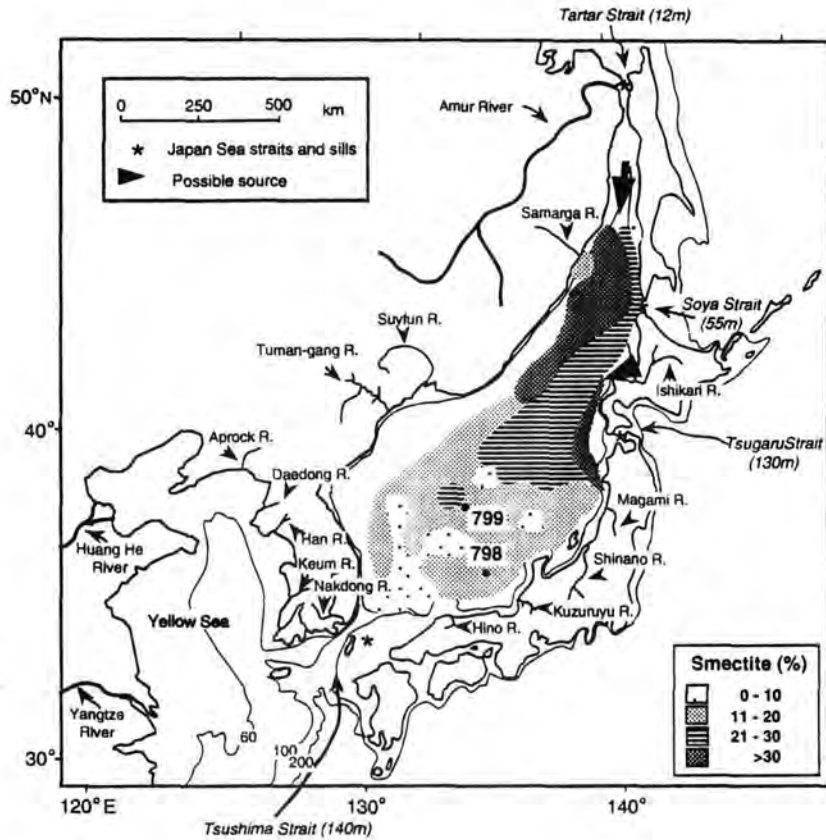 Tartar Strait (12m)
50°N
0 250 500 km
★ Japan Sea straits and sills
Possible source
Amur River
Samarga R.
Soya Strait
(55m)
Suyfun R.
Tuman-gang R.
Ishikari R.
40°
Aprock R.
TsugaruStrait
(130m)
Daedong R.
Magami R.
799
Huang He
River
Han R.
798
Shinano R.
Keum R.
Nakdong R.
Kuzuruyu R.
Yellow Sea
Hino R.
Smectite (%)
0 - 10
11 - 20
21 - 30
>30
Yangtze
River
60
100
200
30°
120°E
130°
140°
Tsushima Strait (140m)